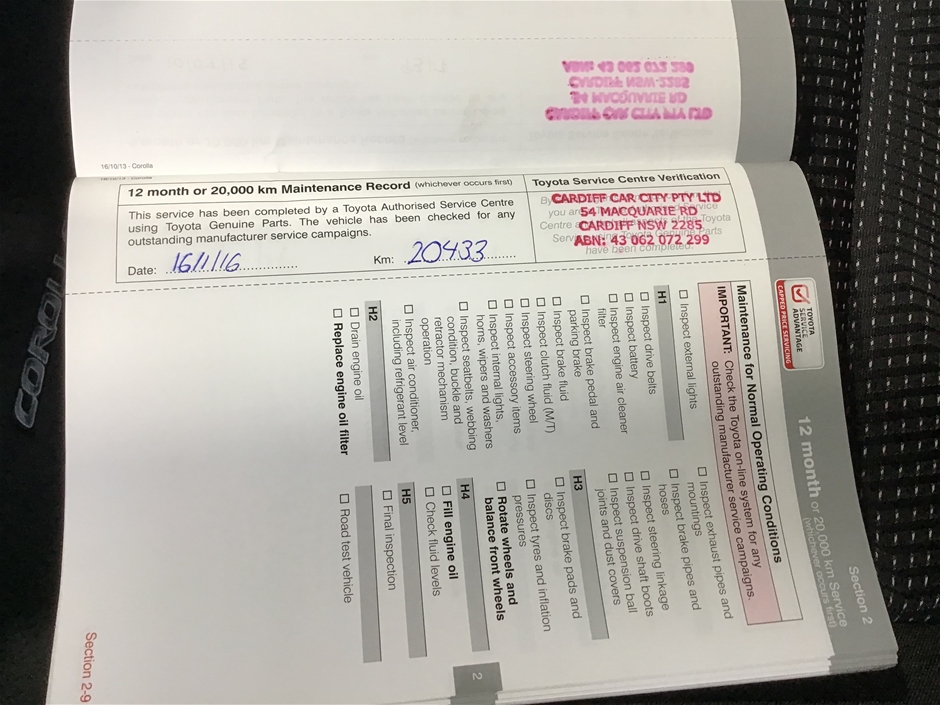 16/10/13 - Corolla
12 month or 20,000 km Maintenance Record (whichever occurs first)
This service has been completed by a Toyota Authorised Service Centre
using Toyota Genuine Parts. The vehicle has been checked for any
outstanding manufacturer service campaigns.
Date: 16/1/16
Km: 20433
Toyota Service Centre Verification
CARDIFF CAR CITY PTY LTD
54 MACQUARIE RD
CARDIFF NSW 2285
ABN: 43 062 072 299
have been completed.
Section 2
12 month or 20,000 km Service
(whichever occurs first)
TOYOTA
SERVICE
ADVANTAGE
CAPPED PRICE SERVICING
Maintenance for Normal Operating Conditions
IMPORTANT: Check the Toyota on-line system for any
outstanding manufacturer service campaigns.
☐ Inspect external lights
H1
☐ Inspect drive belts
☐ Inspect battery
☐ Inspect engine air cleaner
filter
☐ Inspect brake pedal and
parking brake
☐ Inspect brake fluid
☐ Inspect clutch fluid (M/T)
☐ Inspect steering wheel
☐ Inspect accessory items
☐ Inspect internal lights,
horns, wipers and washers
☐ Inspect seatbelts, webbing
condition, buckle and
retractor mechanism
operation
☐ Inspect air conditioner,
including refrigerant level
H2
☐ Drain engine oil
☐ Replace engine oil filter
☐ Inspect exhaust pipes and
mountings
☐ Inspect brake pipes and
hoses
☐ Inspect steering linkage
☐ Inspect drive shaft boots
☐ Inspect suspension ball
joints and dust covers
H3
☐ Inspect brake pads and
discs
☐ Inspect tyres and inflation
pressures
☐ Rotate wheels and
balance front wheels
H4
☐ Fill engine oil
☐ Check fluid levels
H5
☐ Final inspection
☐ Road test vehicle
2
Section 2-9
COROLL